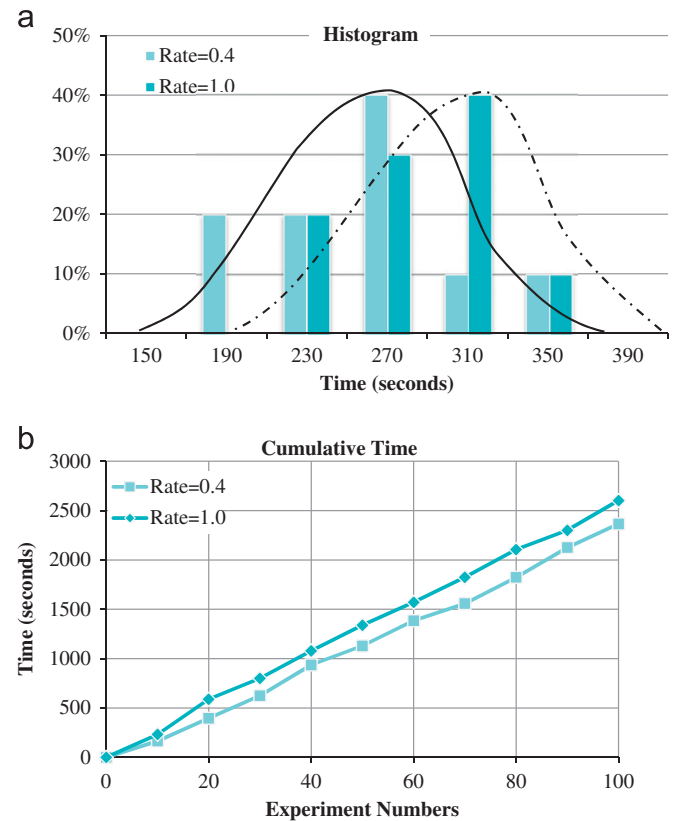 a
Histogram
50%
40%
30%
20%
10%
0%
Rate=0.4
Rate=1.0
150 190 230 270 310 350 390
Time (seconds)
b
Cumulative Time
3000
2500
2000
1500
1000
500
0
Rate=0.4
Rate=1.0
Time (seconds)
0 20 40 60 80 100
Experiment Numbers